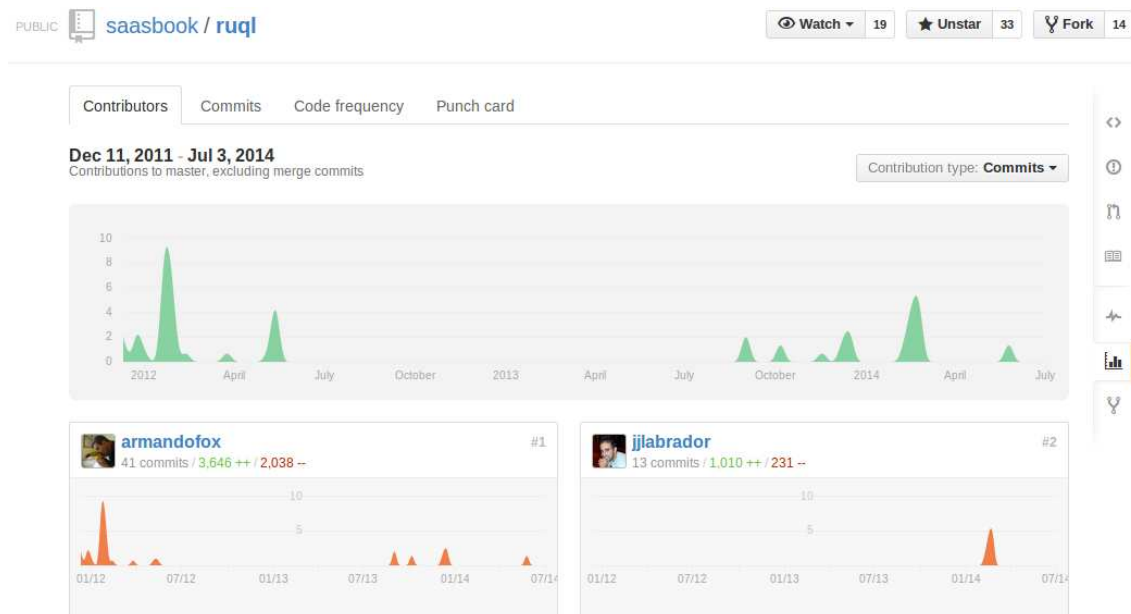 PUBLIC saasbook / ruql Watch 19 Unstar 33 Fork 14
Contributors Commits Code frequency Punch card
Dec 11, 2011 - Jul 3, 2014
Contributions to master, excluding merge commits
Contribution type: Commits
10
8
6
4
2
0
2012 April July October 2013 April July October 2014 April July
armandofox #1
41 commits / 3,646 ++ / 2,038 --
10
5
01/12 07/12 01/13 07/13 01/14 07/14
jjlabrador #2
13 commits / 1,010 ++ / 231 --
10
5
01/12 07/12 01/13 07/13 01/14 07/14